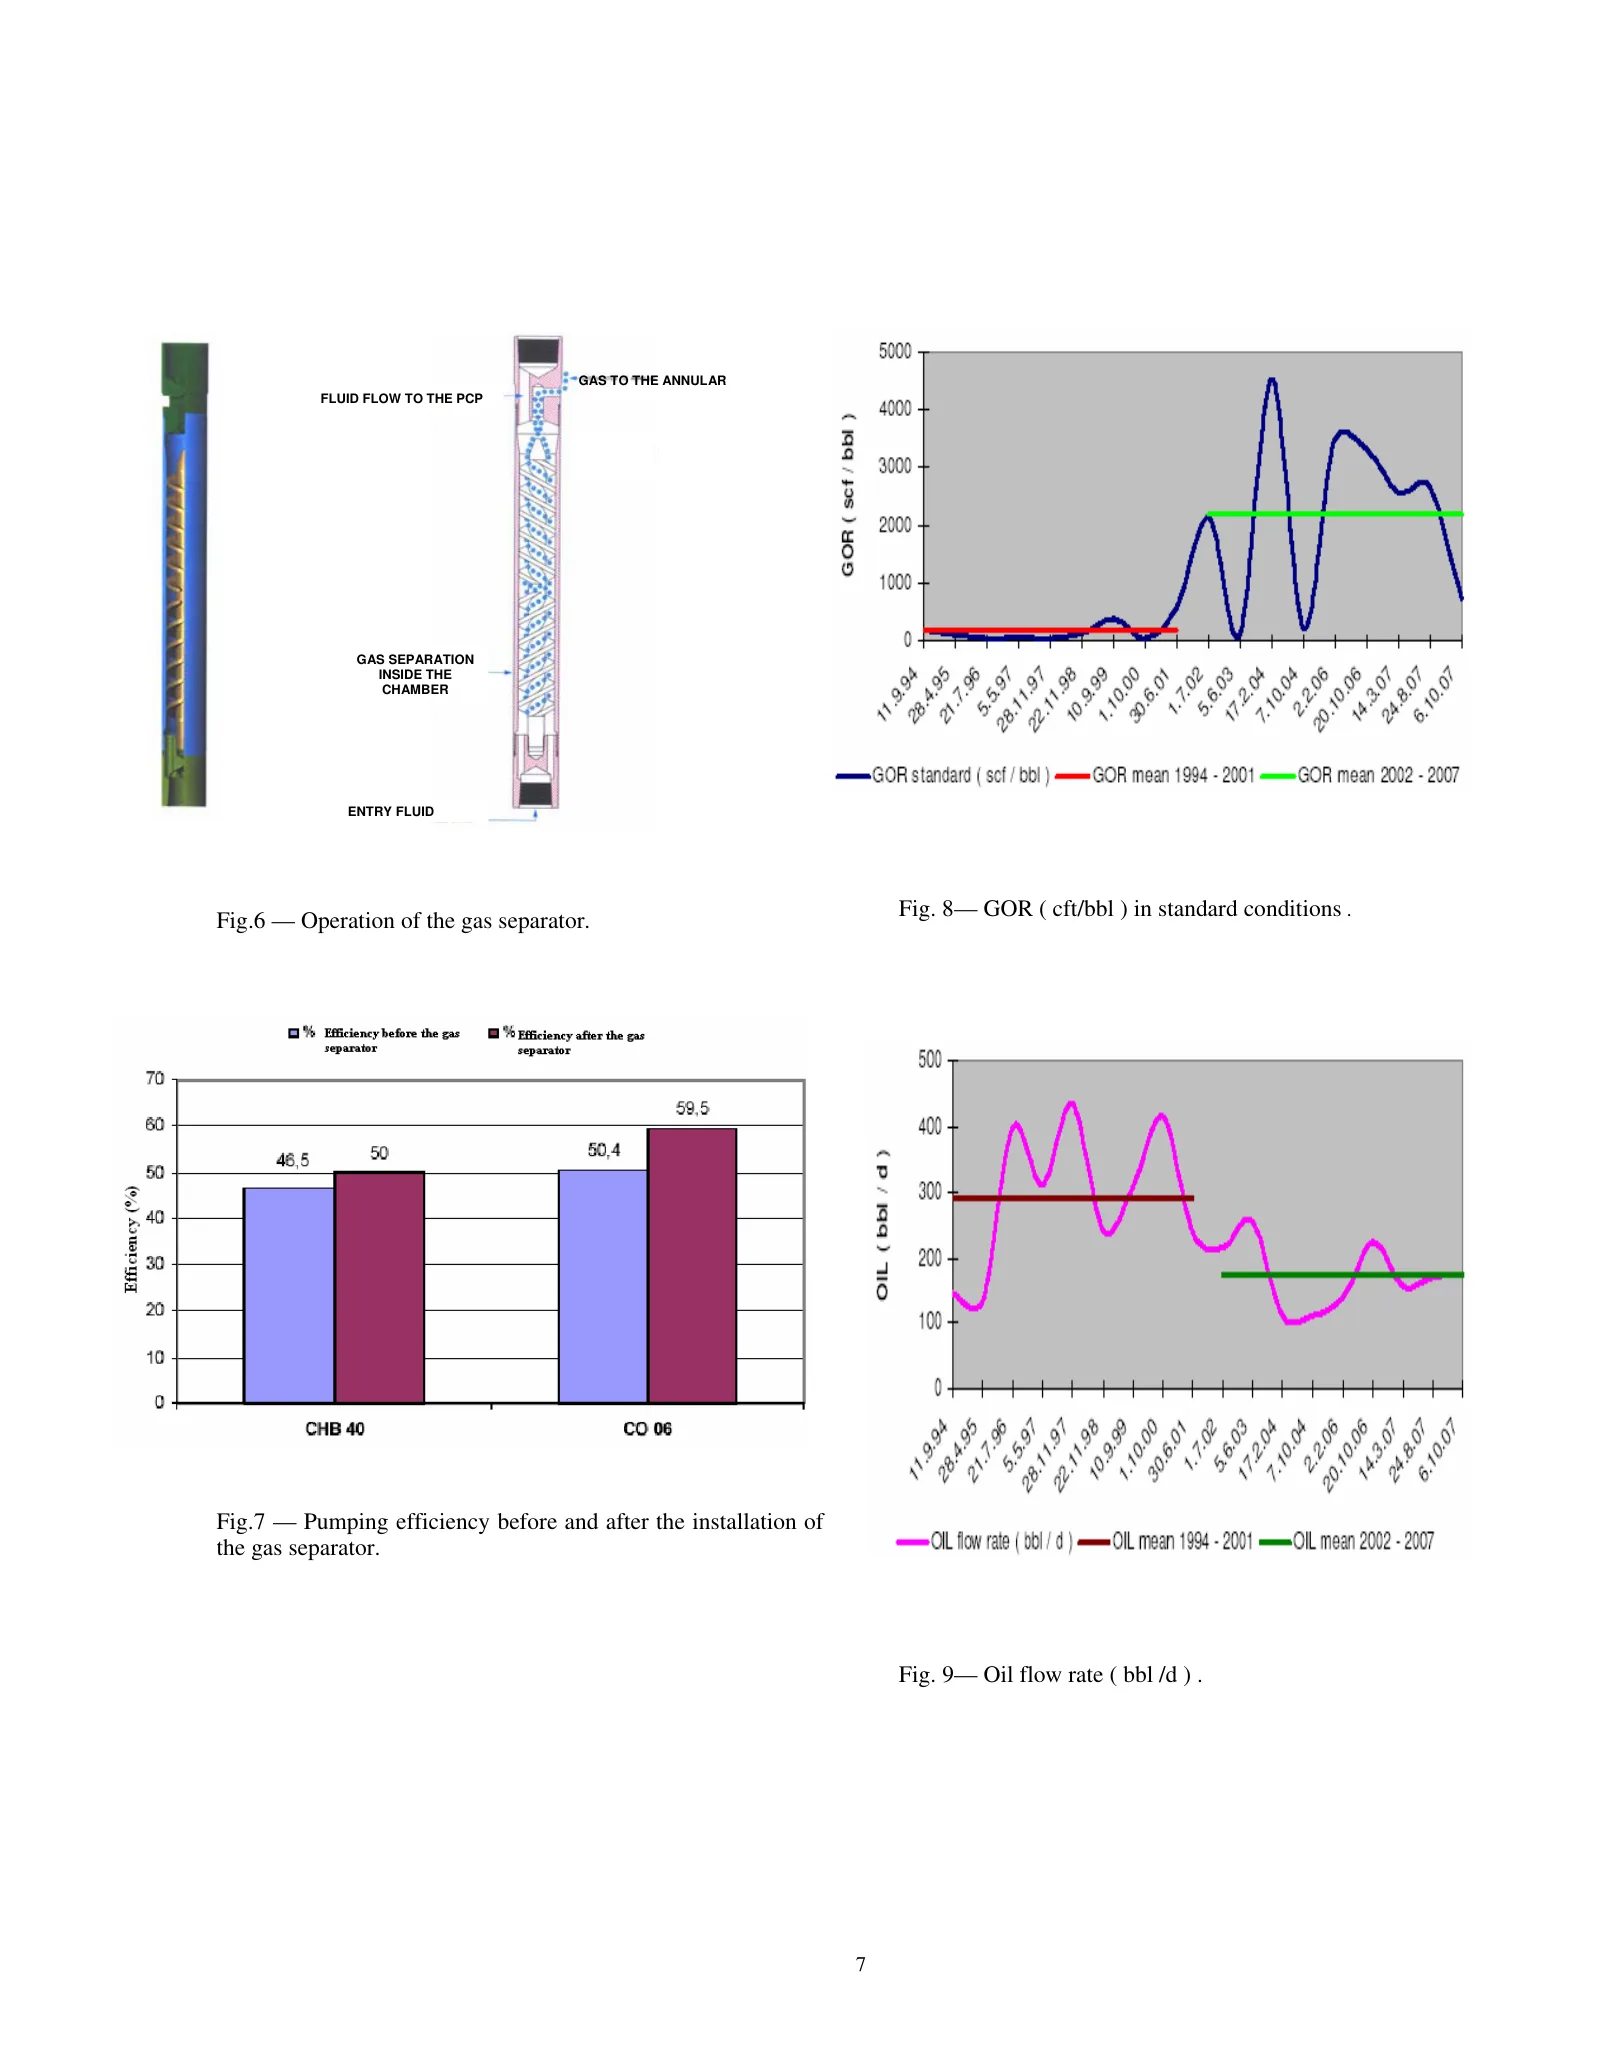 GAS TO THE ANNULAR
FLUID FLOW TO THE PCP
GAS SEPARATION
INSIDE THE
CHAMBER
ENTRY FLUID
Fig.6 — Operation of the gas separator.
% Efficiency before the gas
separator
% Efficiency after the gas
separator
Efficiency (%)
70
60
50
40
30
20
10
0
46,5
50
50,4
59,5
CHB 40
CO 06
Fig.7 — Pumping efficiency before and after the installation of
the gas separator.
GOR ( scf / bbl )
5000
4000
3000
2000
1000
0
11.9.94
28.4.95
21.7.96
5.5.97
28.11.97
22.11.98
10.9.99
1.10.00
30.6.01
1.7.02
5.6.03
17.2.04
7.10.04
2.2.06
20.10.06
14.3.07
24.8.07
6.10.07
GOR standard ( scf / bbl ) GOR mean 1994 - 2001 GOR mean 2002 - 2007
Fig. 8— GOR ( cft/bbl ) in standard conditions .
OIL ( bbl / d )
500
400
300
200
100
0
11.9.94
28.4.95
21.7.96
5.5.97
28.11.97
22.11.98
10.9.99
1.10.00
30.6.01
1.7.02
5.6.03
17.2.04
7.10.04
2.2.06
20.10.06
14.3.07
24.8.07
6.10.07
OIL flow rate ( bbl / d ) OIL mean 1994 - 2001 OIL mean 2002 - 2007
Fig. 9— Oil flow rate ( bbl /d ) .
7